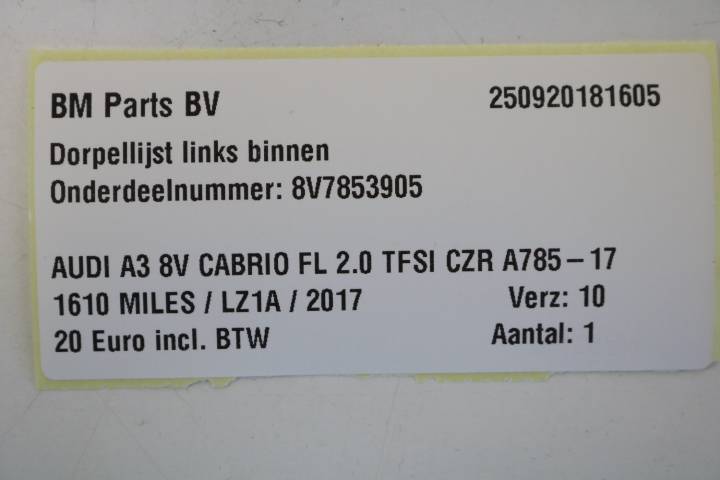 BM Parts BV 250920181605
Dorpellijst links binnen
Onderdeelnummer: 8V7853905
AUDI A3 8V CABRIO FL 2.0 TFSI CZR A785-17
1610 MILES / LZ1A / 2017 Verz: 10
20 Euro incl. BTW Aantal: 1